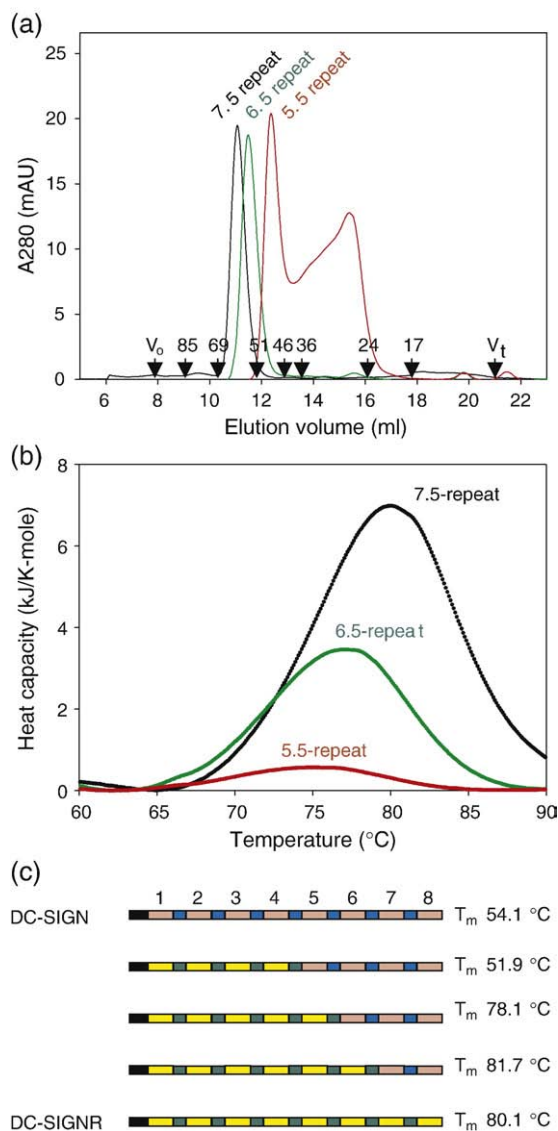 (a)
25
20
15
10
5
0
A280 (mAU)
7.5 repeat
6.5 repeat
5.5 repeat
Vo 85 69 51 46 36 24 17 Vt
6 8 10 12 14 16 18 20 22
Elution volume (ml)
(b)
8
6
4
2
0
Heat capacity (kJ/K-mole)
7.5-repeat
6.5-repeat
5.5-repeat
60 65 70 75 80 85 90
Temperature (°C)
(c)
1 2 3 4 5 6 7 8
DC-SIGN Tm 54.1 °C
Tm 51.9 °C
Tm 78.1 °C
Tm 81.7 °C
DC-SIGNR Tm 80.1 °C